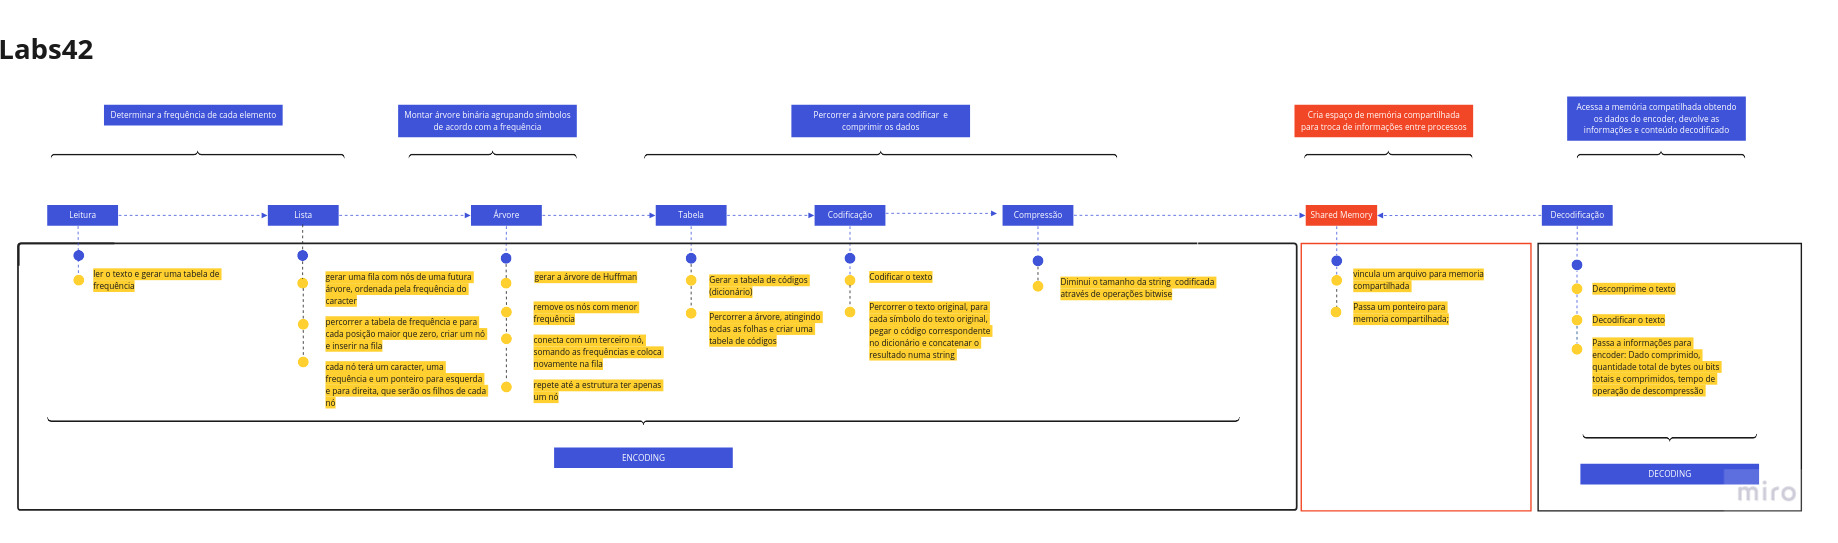 Labs42
Determinar a frequência de cada elemento
Montar árvore binária agrupando símbolos
de acordo com a frequência
Percorrer a árvore para codificar e
comprimir os dados
Cria espaço de memória compartilhada
para troca de informações entre processos
Acessa a memória compatilhada obtendo
os dados do encoder, devolve as
informações e conteúdo decodificado
Leitura
Lista
Árvore
Tabela
Codificação
Compressão
Shared Memory
Decodificação
ler o texto e gerar uma tabela de
frequência
gerar uma fila com nós de uma futura
árvore, ordenada pela frequência do
caracter
percorrer a tabela de frequência e para
cada posição maior que zero, criar um nó
e inserir na fila
cada nó terá um caracter, uma
frequência e um ponteiro para esquerda
e para direita, que serão os filhos de cada
nó
gerar a árvore de Huffman
remove os nós com menor
frequência
conecta com um terceiro nó,
somando as frequências e coloca
novamente na fila
repete até a estrutura ter apenas
um nó
Gerar a tabela de códigos
(dicionário)
Percorrer a árvore, atingindo
todas as folhas e criar uma
tabela de códigos
Codificar o texto
Percorrer o texto original, para
cada símbolo do texto original,
pegar o código correspondente
no dicionário e concatenar o
resultado numa string
Diminui o tamanho da string codificada
através de operações bitwise
vincula um arquivo para memoria
compartilhada
Passa um ponteiro para
memoria compartilhada;
Descomprime o texto
Decodificar o texto
Passa a informações para
encoder: Dado comprimido,
quantidade total de bytes ou bits
totais e comprimidos, tempo de
operação de descompressão
ENCODING
DECODING
miro